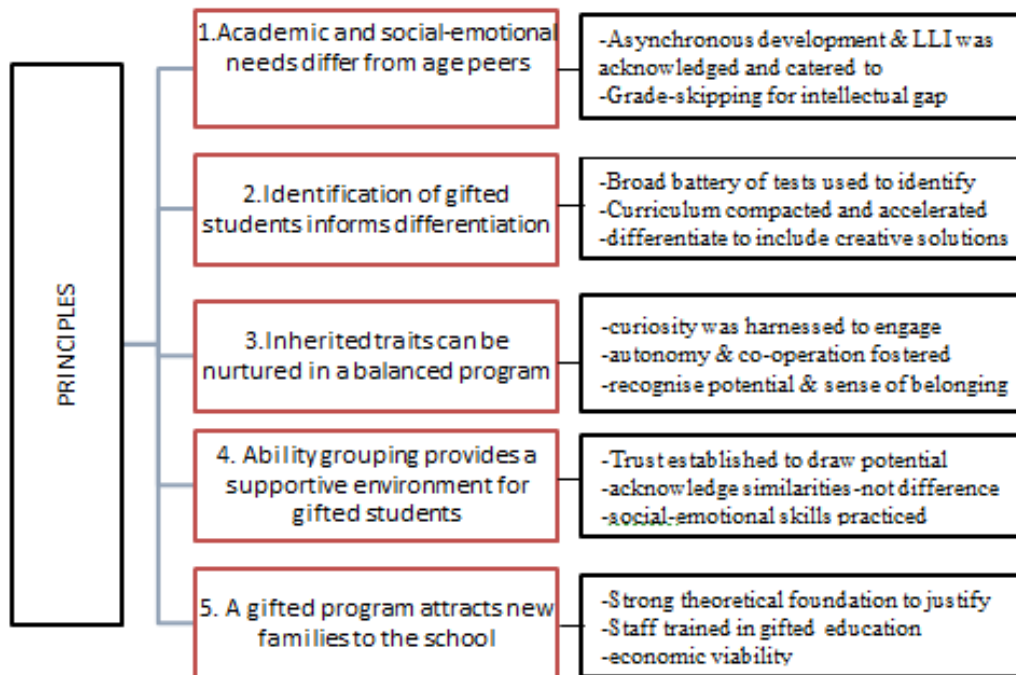 PRINCIPLES
1.Academic and social-emotional
needs differ from age peers
-Asynchronous development & LLI was
acknowledged and catered to
-Grade-skipping for intellectual gap
2.Identification of gifted
students informs differentiation
-Broad battery of tests used to identify
-Curriculum compacted and accelerated
-differentiate to include creative solutions
3.Inherited traits can be
nurtured in a balanced program
-curiosity was harnessed to engage
-autonomy & co-operation fostered
-recognise potential & sense of belonging
4. Ability grouping provides a
supportive environment for
gifted students
-Trust established to draw potential
-acknowledge similarities-not difference
-social-emotional skills practiced
5. A gifted program attracts new
families to the school
-Strong theoretical foundation to justify
-Staff trained in gifted education
-economic viability